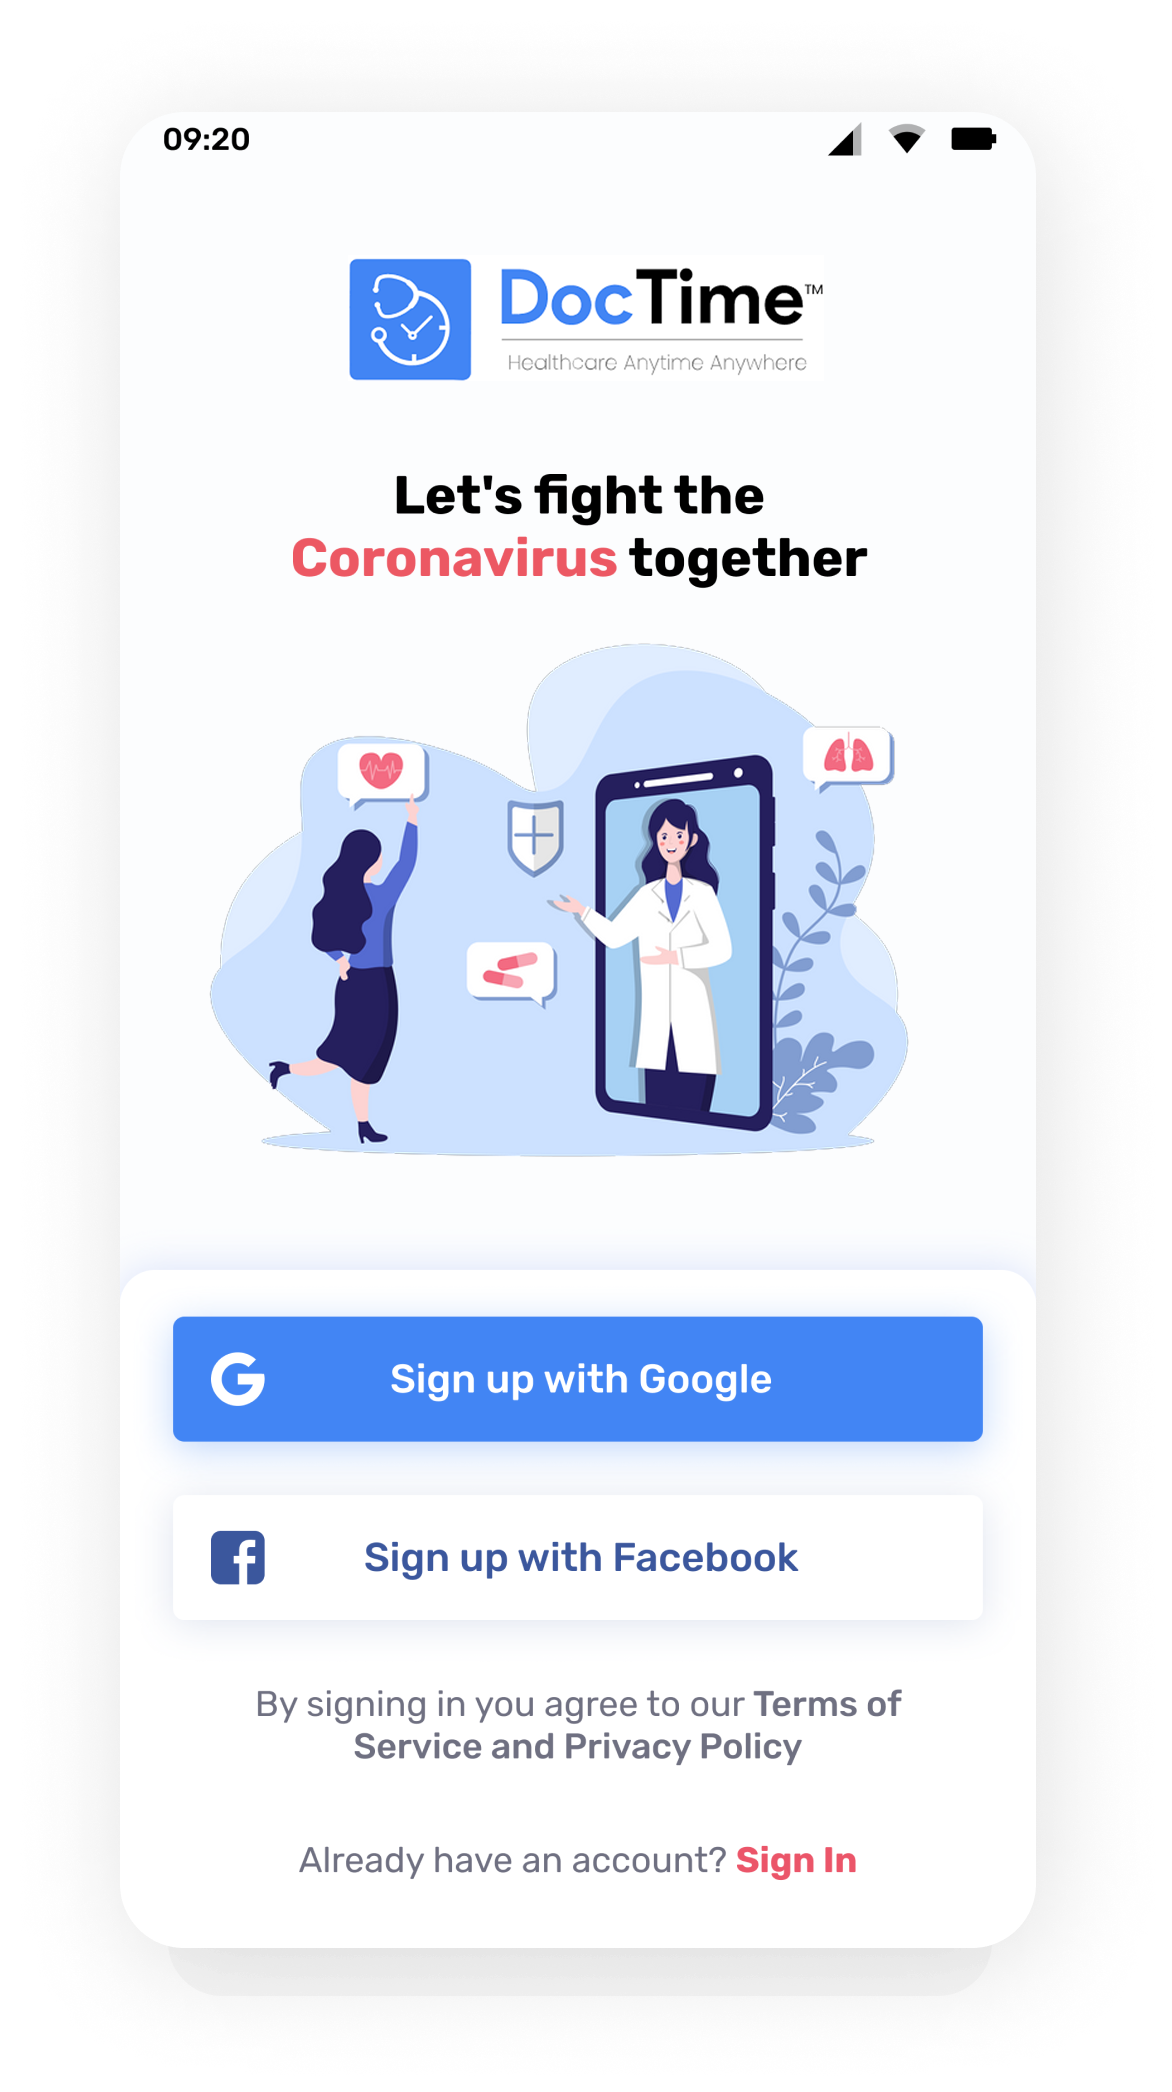 09:20
DocTime™
Healthcare Anytime Anywhere
Let's fight the
Coronavirus together
Sign up with Google
Sign up with Facebook
By signing in you agree to our Terms of
Service and Privacy Policy
Already have an account? Sign In